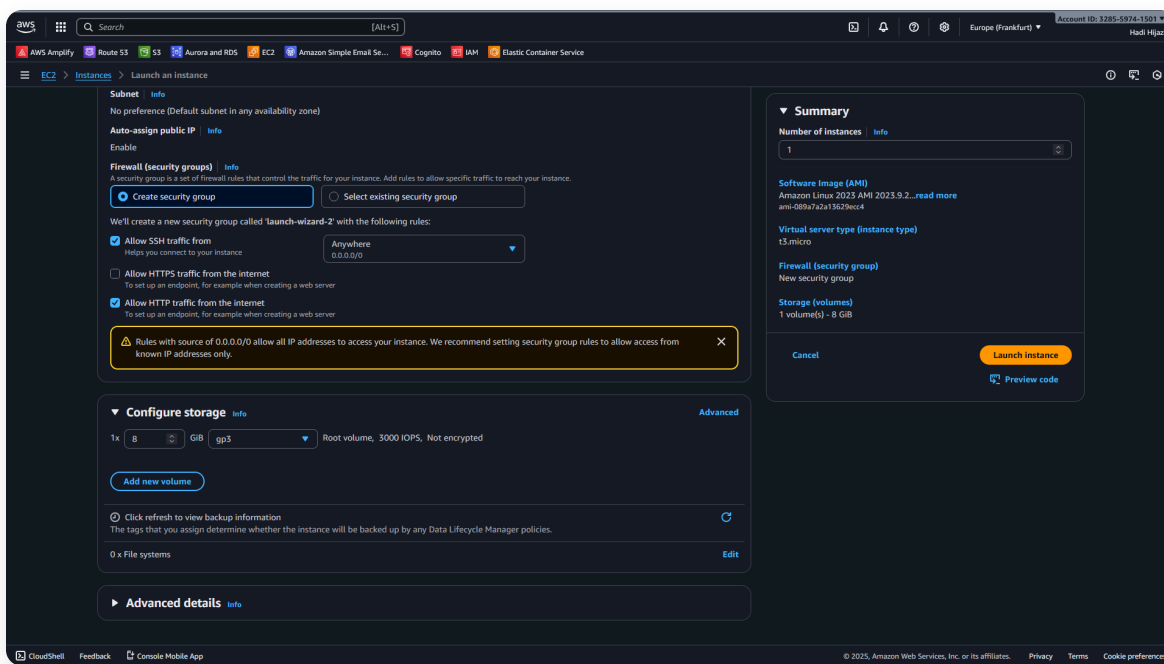 aws
Search
[Alt+S]
Europe (Frankfurt)
Account ID: 3285-5974-1501
Hadi Hijaz
AWS Amplify
Route 53
S3
Aurora and RDS
EC2
Amazon Simple Email Se...
Cognito
IAM
Elastic Container Service
EC2 > Instances > Launch an instance
Subnet | Info
No preference (Default subnet in any availability zone)
Auto-assign public IP | Info
Enable
Firewall (security groups) | Info
A security group is a set of firewall rules that control the traffic for your instance. Add rules to allow specific traffic to reach your instance.
Create security group
Select existing security group
We'll create a new security group called 'launch-wizard-2' with the following rules:
Allow SSH traffic from
Helps you connect to your instance
Anywhere
0.0.0.0/0
Allow HTTPS traffic from the internet
To set up an endpoint, for example when creating a web server
Allow HTTP traffic from the internet
To set up an endpoint, for example when creating a web server
Rules with source of 0.0.0.0/0 allow all IP addresses to access your instance. We recommend setting security group rules to allow access from
known IP addresses only.
Configure storage Info
Advanced
1x 8 GiB gp3 Root volume, 3000 IOPS, Not encrypted
Add new volume
Click refresh to view backup information
The tags that you assign determine whether the instance will be backed up by any Data Lifecycle Manager policies.
0 x File systems
Edit
Advanced details Info
Summary
Number of instances | Info
1
Software Image (AMI)
Amazon Linux 2023 AMI 2023.9.2...read more
ami-089a7a2a13629ecc4
Virtual server type (instance type)
t3.micro
Firewall (security group)
New security group
Storage (volumes)
1 volume(s) - 8 GiB
Cancel
Launch instance
Preview code
CloudShell
Feedback
Console Mobile App
© 2025, Amazon Web Services, Inc. or its affiliates.
Privacy
Terms
Cookie preference